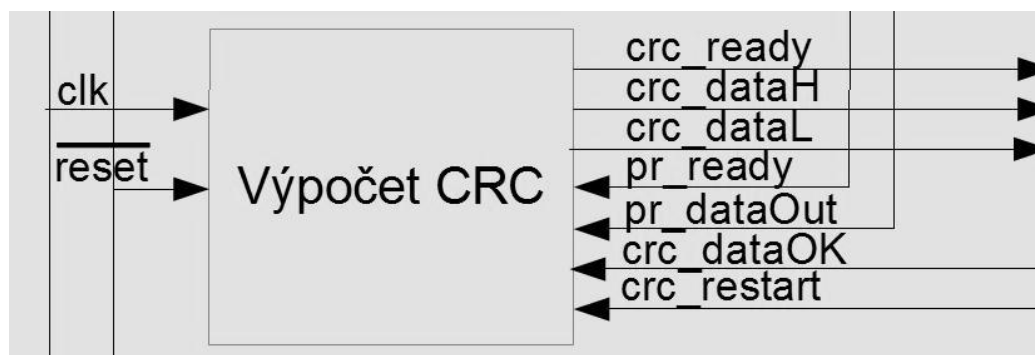 clk
reset
Výpočet CRC
crc_ready
crc_dataH
crc_dataL
pr_ready
pr_dataOut
crc_dataOK
crc_restart